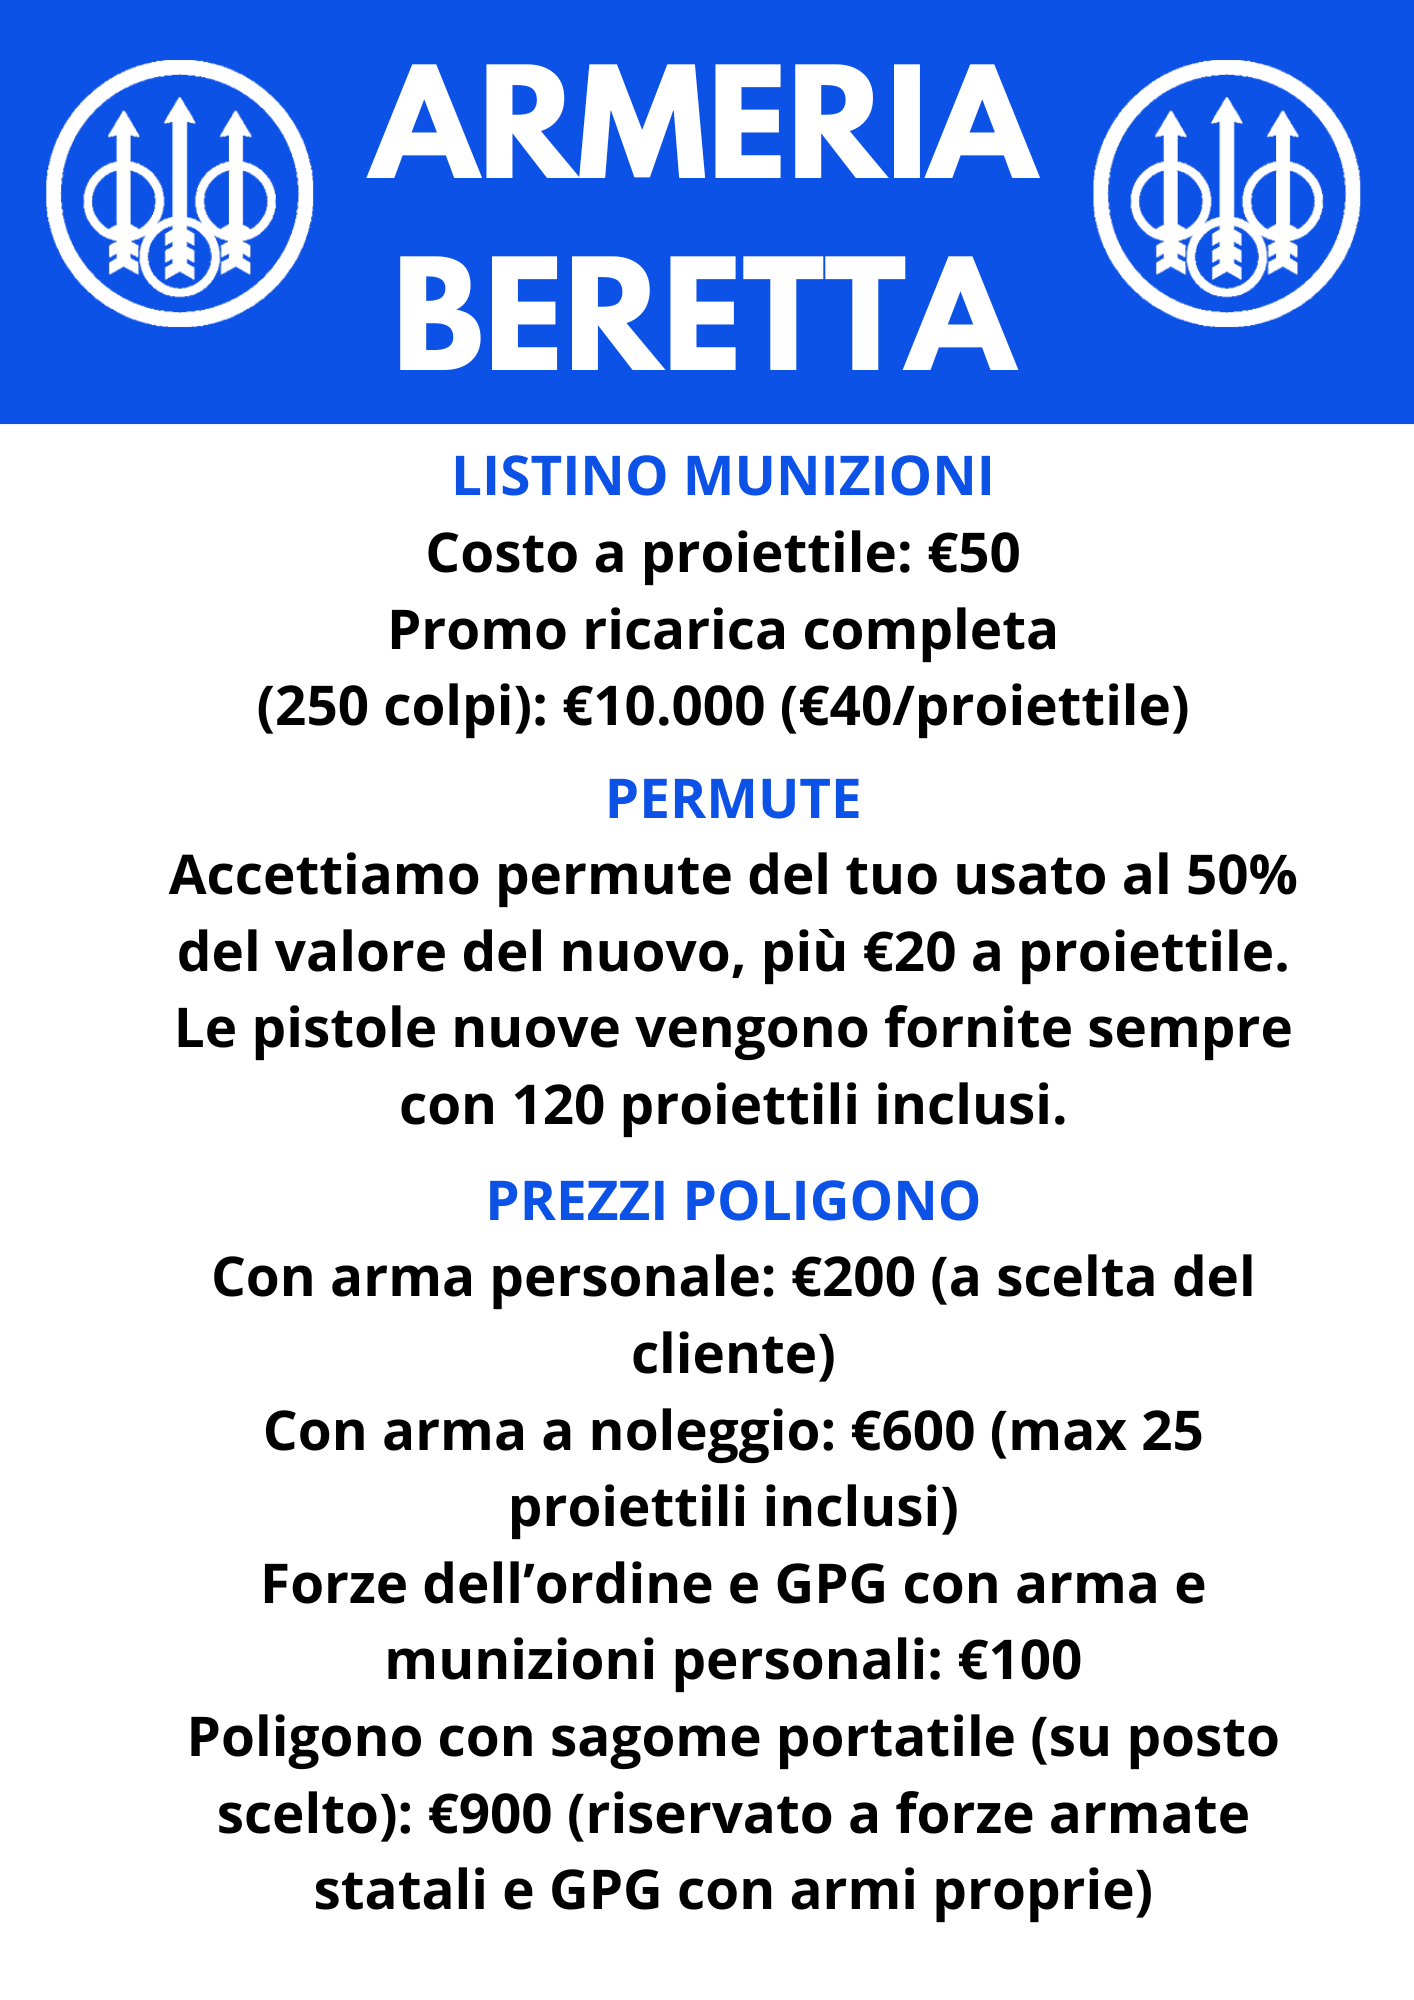 ARMERIA
BERETTA
LISTINO MUNIZIONI
Costo a proiettile: €50
Promo ricarica completa
(250 colpi): €10.000 (€40/proiettile)
PERMUTE
Accettiamo permute del tuo usato al 50%
del valore del nuovo, più €20 a proiettile.
Le pistole nuove vengono fornite sempre
con 120 proiettili inclusi.
PREZZI POLIGONO
Con arma personale: €200 (a scelta del
cliente)
Con arma a noleggio: €600 (max 25
proiettili inclusi)
Forze dell’ordine e GPG con arma e
munizioni personali: €100
Poligono con sagome portatile (su posto
scelto): €900 (riservato a forze armate
statali e GPG con armi proprie)